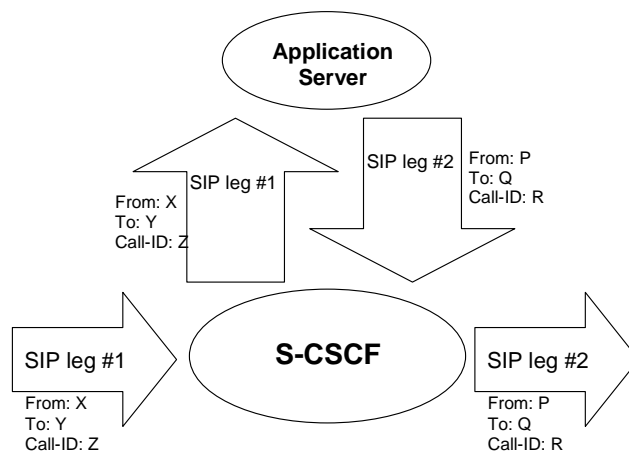 Application
Server
SIP leg #1
From: X
To: Y
Call-ID: Z
SIP leg #2
From: P
To: Q
Call-ID: R
SIP leg #1
From: X
To: Y
Call-ID: Z
S-CSCF
SIP leg #2
From: P
To: Q
Call-ID: R